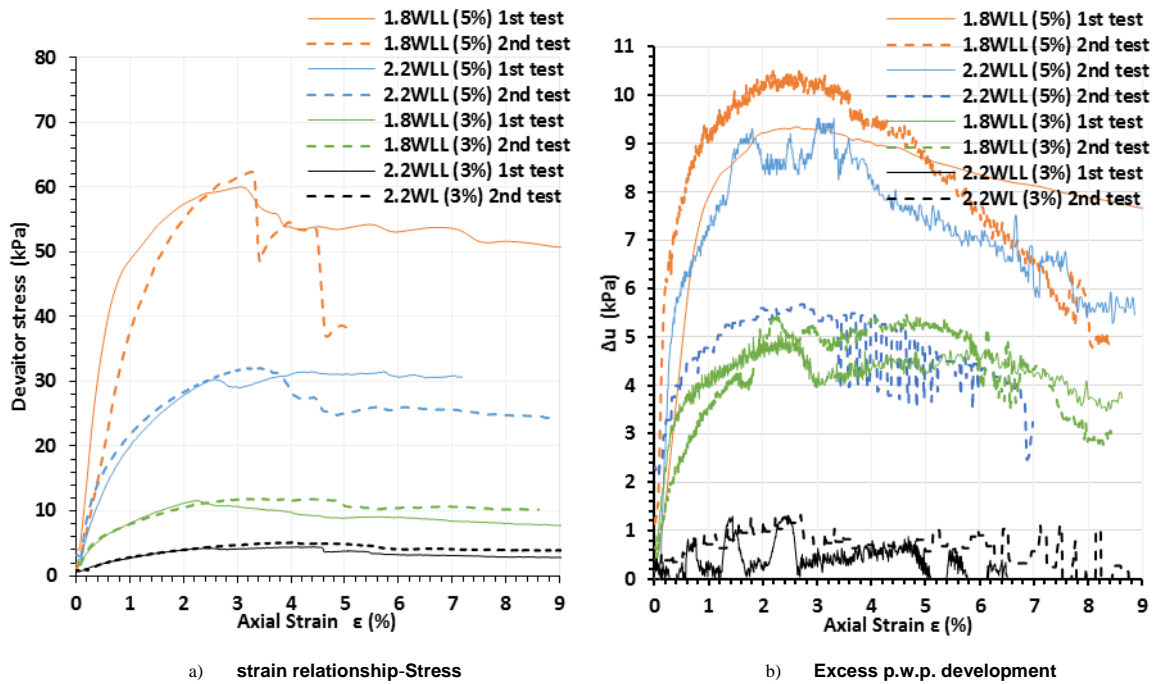 1.8WLL (5%) 1st test
1.8WLL (5%) 2nd test
2.2WLL (5%) 1st test
2.2WLL (5%) 2nd test
1.8WLL (3%) 1st test
1.8WLL (3%) 2nd test
2.2WLL (3%) 1st test
2.2WL (3%) 2nd test
80
70
60
50
40
30
20
10
0
Devaitor stress (kPa)
0 1 2 3 4 5 6 7 8 9
Axial Strain ε (%)
a) strain relationship-Stress
1.8WLL (5%) 1st test
1.8WLL (5%) 2nd test
2.2WLL (5%) 1st test
2.2WLL (5%) 2nd test
1.8WLL (3%) 1st test
1.8WLL (3%) 2nd test
2.2WLL (3%) 1st test
2.2WL (3%) 2nd test
11
10
9
8
7
6
5
4
3
2
1
0
Δu (kPa)
0 1 2 3 4 5 6 7 8 9
Axial Strain ε (%)
b) Excess p.w.p. development